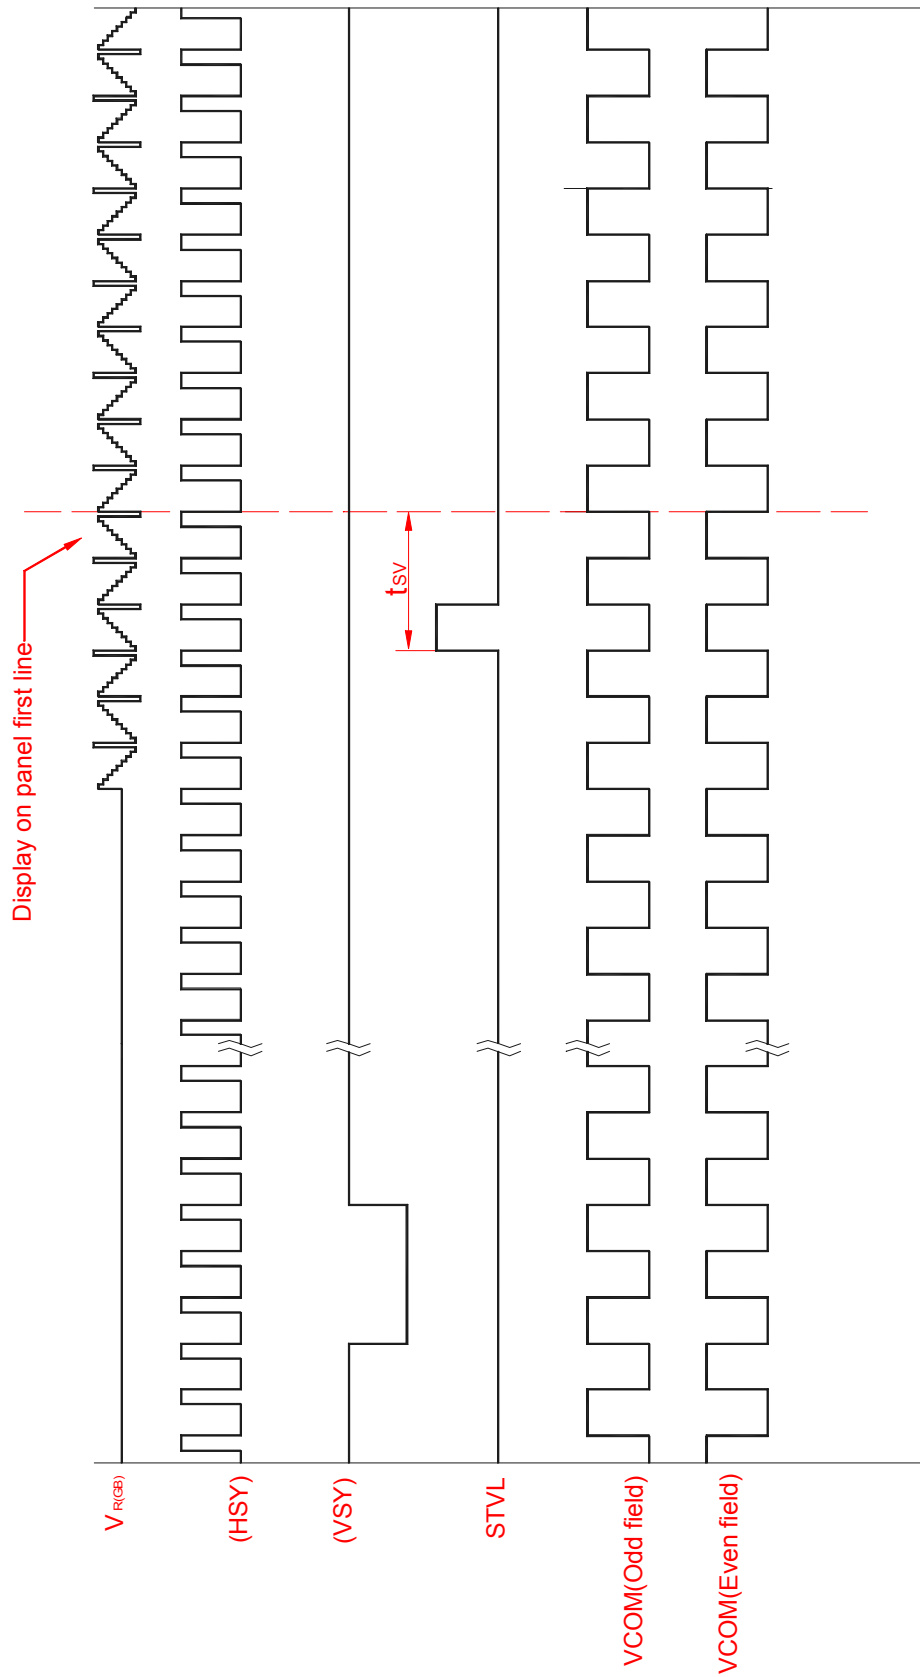 Display on panel first line
tsv
VR(GB)
(HSY)
(VSY)
STVL
VCOM(Odd field)
VCOM(Even field)